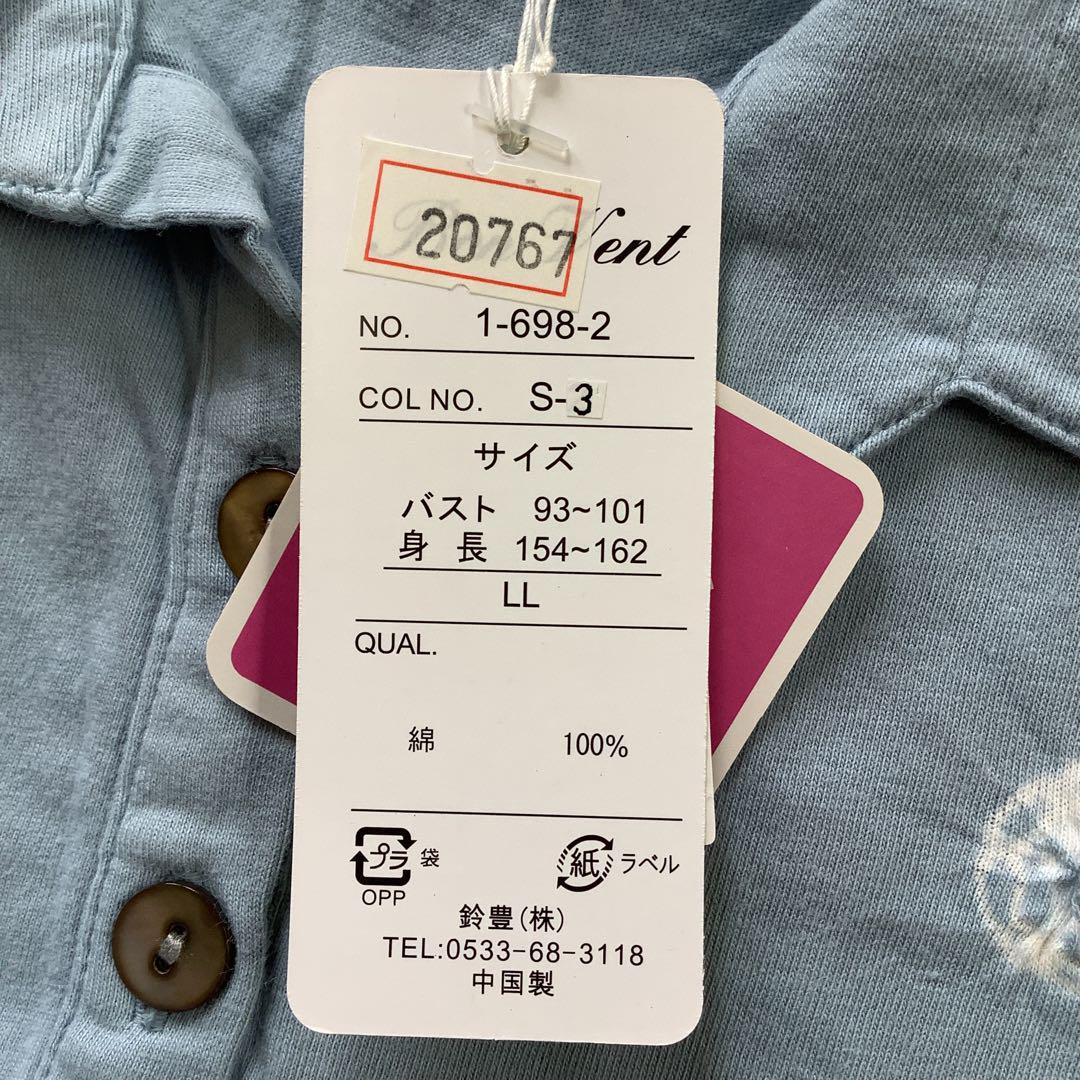 20767
Vent
NO. 1-698-2
COL NO. S-3
サイズ
バスト 93~101
身長 154~162
LL
QUAL.
綿 100%
プラ 袋
紙 ラベル
OPP
鈴豊(株)
TEL:0533-68-3118
中国製